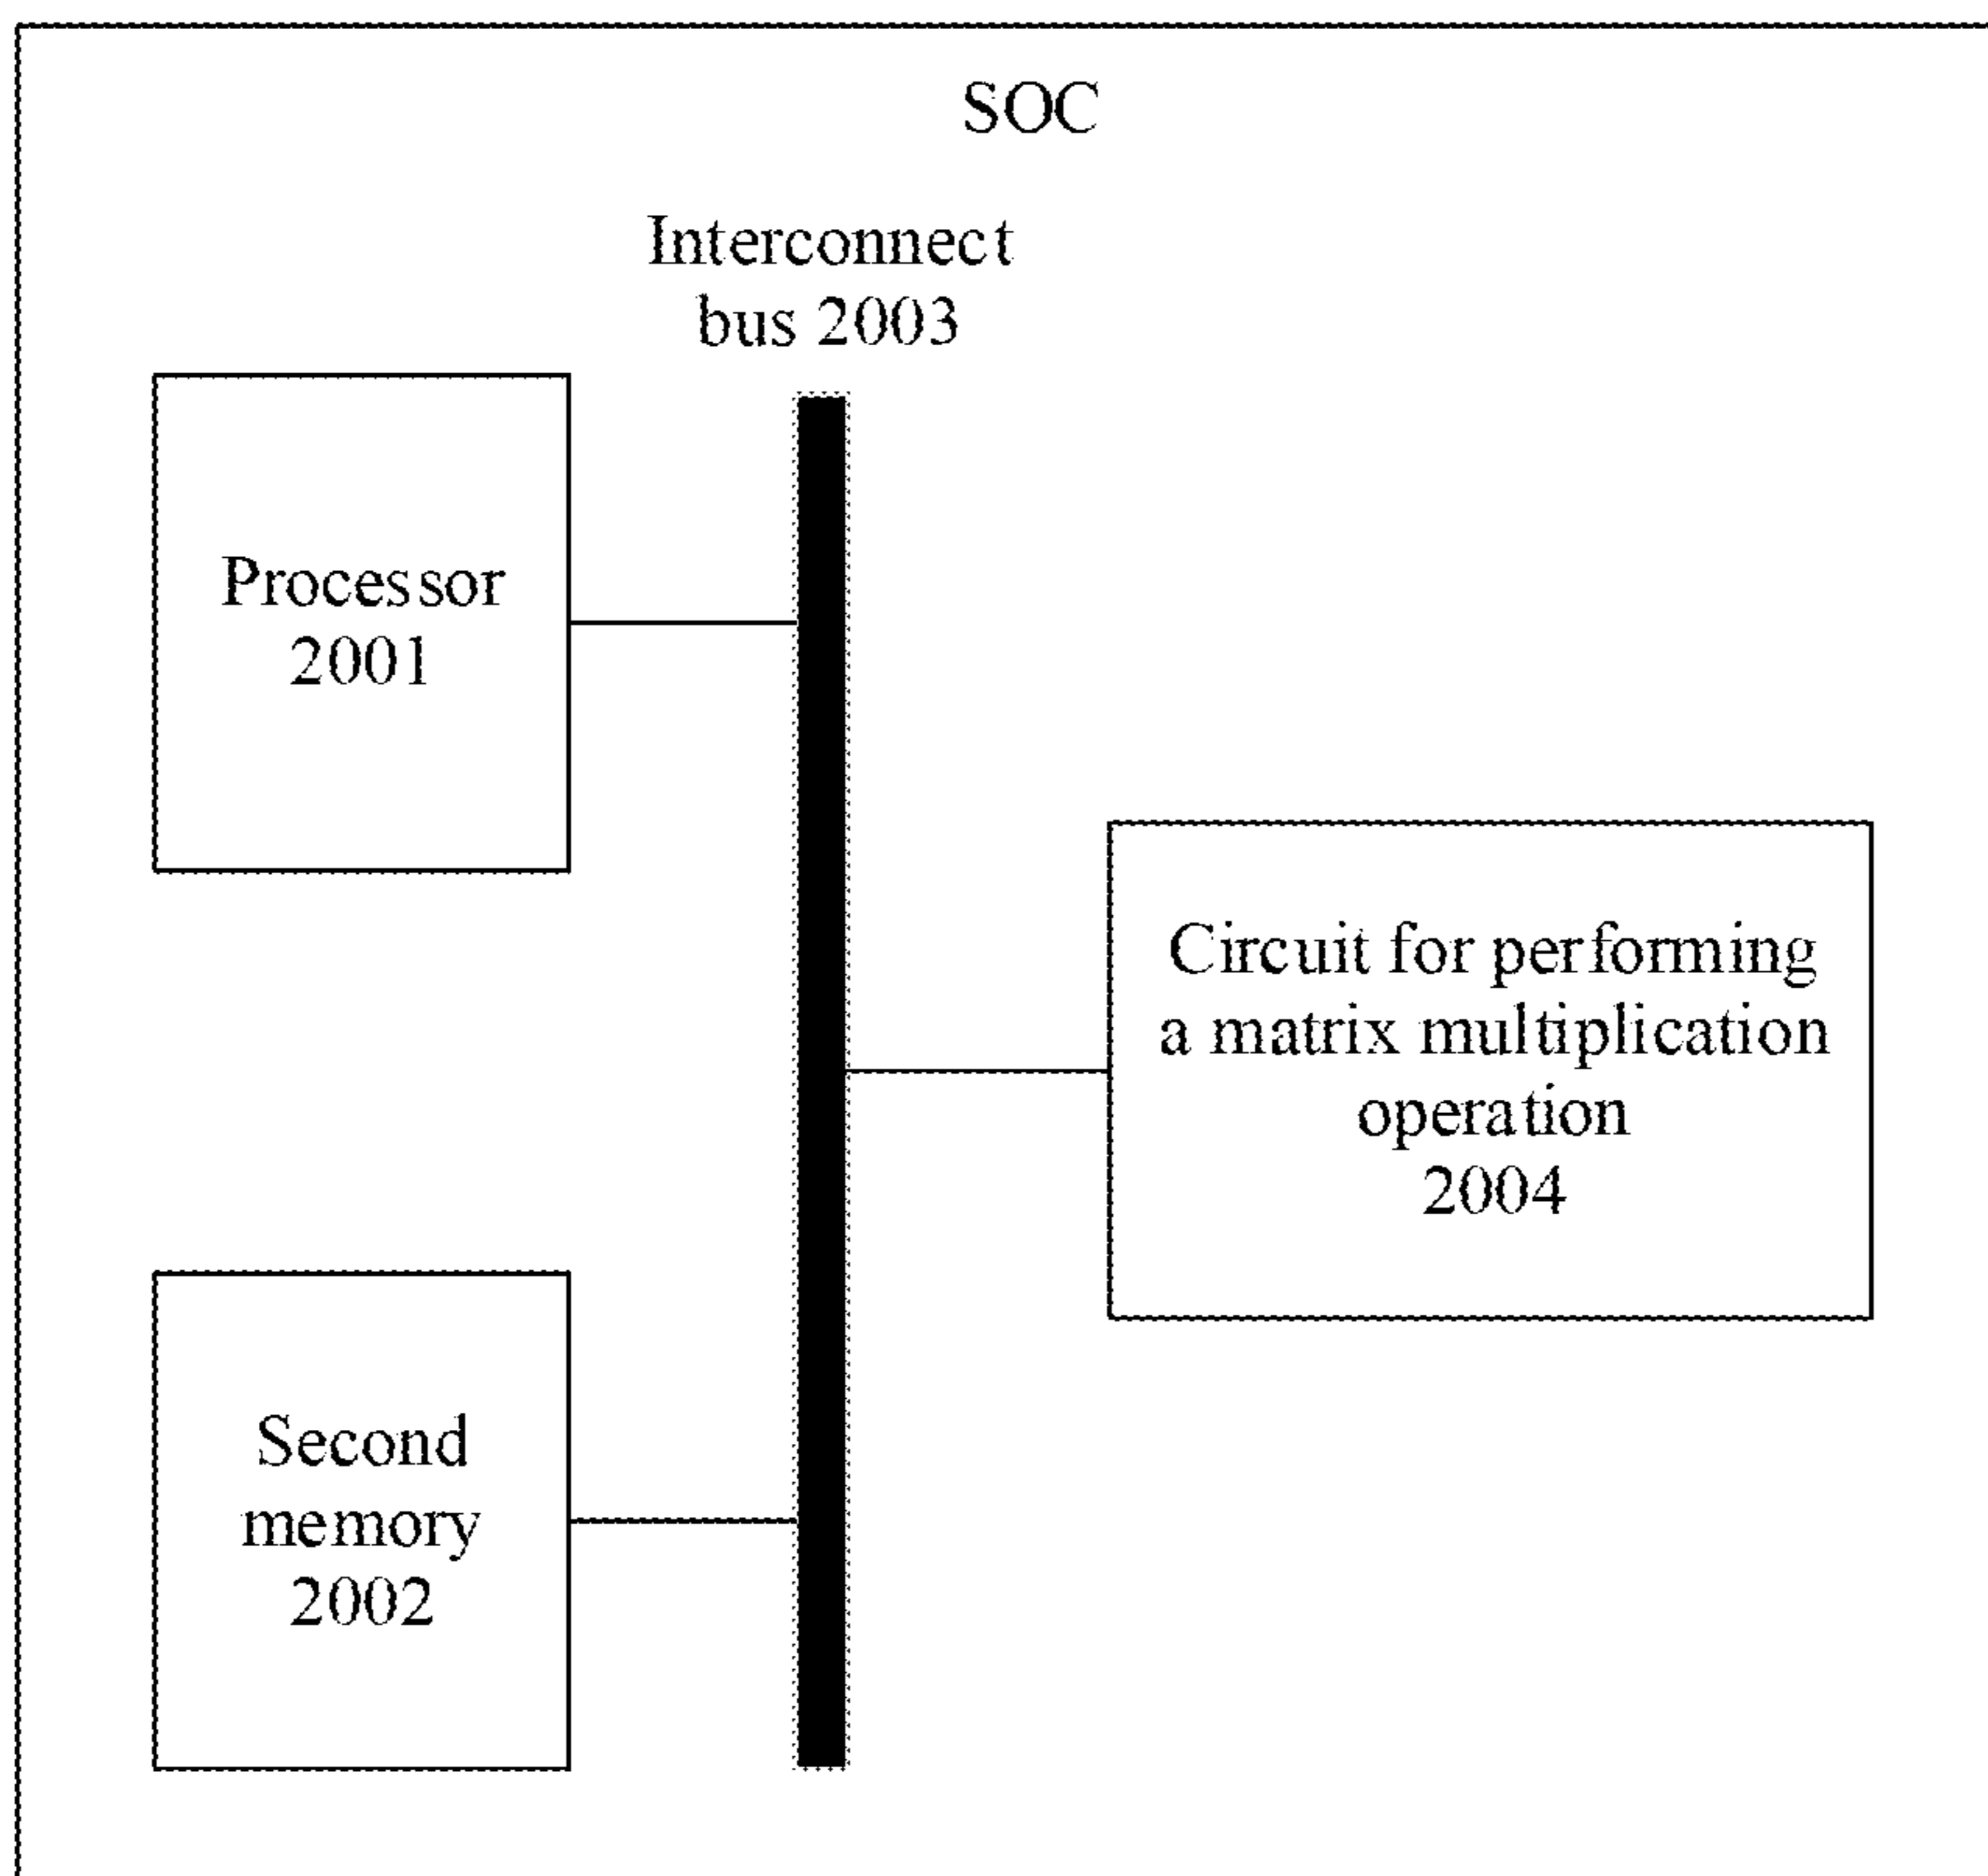 SOC
Interconnect
bus 2003
Processor
2001
Circuit for performing
a matrix multiplication
operation
2004
Second
memory
2002